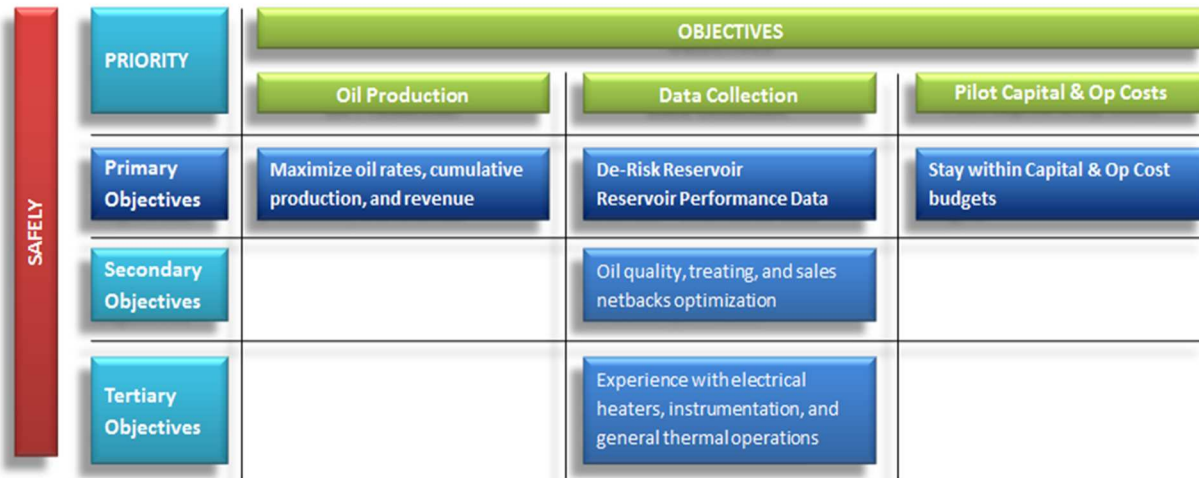 SAFELY
PRIORITY
OBJECTIVES
Oil Production
Data Collection
Pilot Capital & Op Costs
Primary
Objectives
Maximize oil rates, cumulative
production, and revenue
De-Risk Reservoir
Reservoir Performance Data
Stay within Capital & Op Cost
budgets
Secondary
Objectives
Oil quality, treating, and sales
netbacks optimization
Tertiary
Objectives
Experience with electrical
heaters, instrumentation, and
general thermal operations